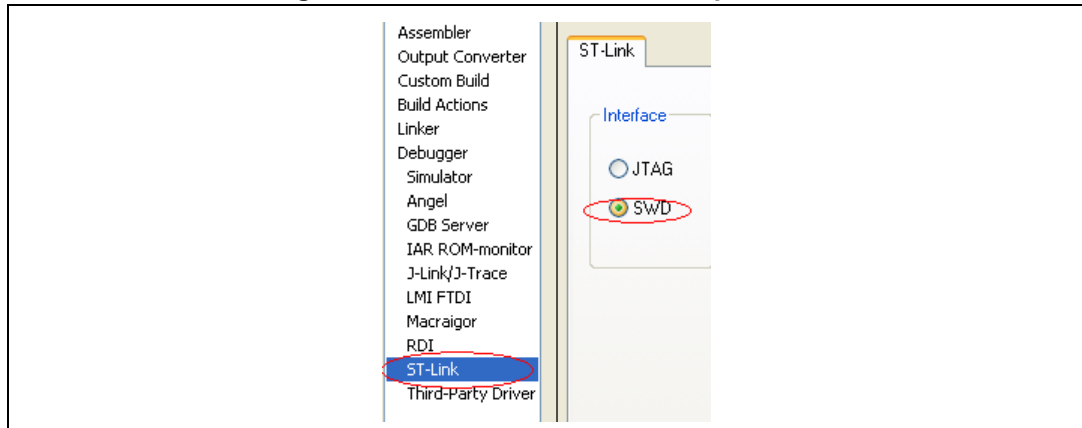 Assembler
Output Converter
Custom Build
Build Actions
Linker
Debugger
Simulator
Angel
GDB Server
IAR ROM-monitor
J-Link/J-Trace
LMI FTDI
Macraigor
RDI
ST-Link
Third-Party Driver
ST-Link
Interface
JTAG
SWD